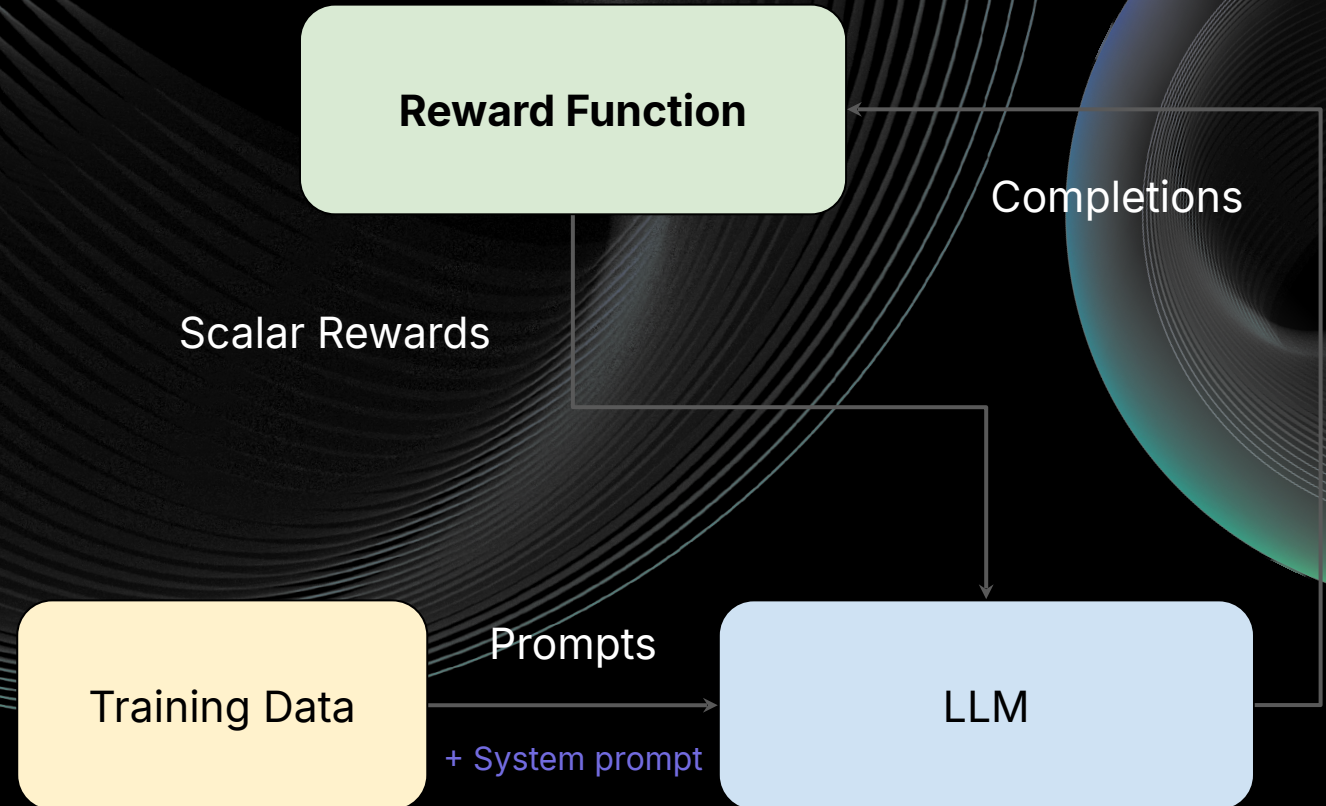 Reward Function
Completions
Scalar Rewards
Prompts
Training Data
LLM
+ System prompt